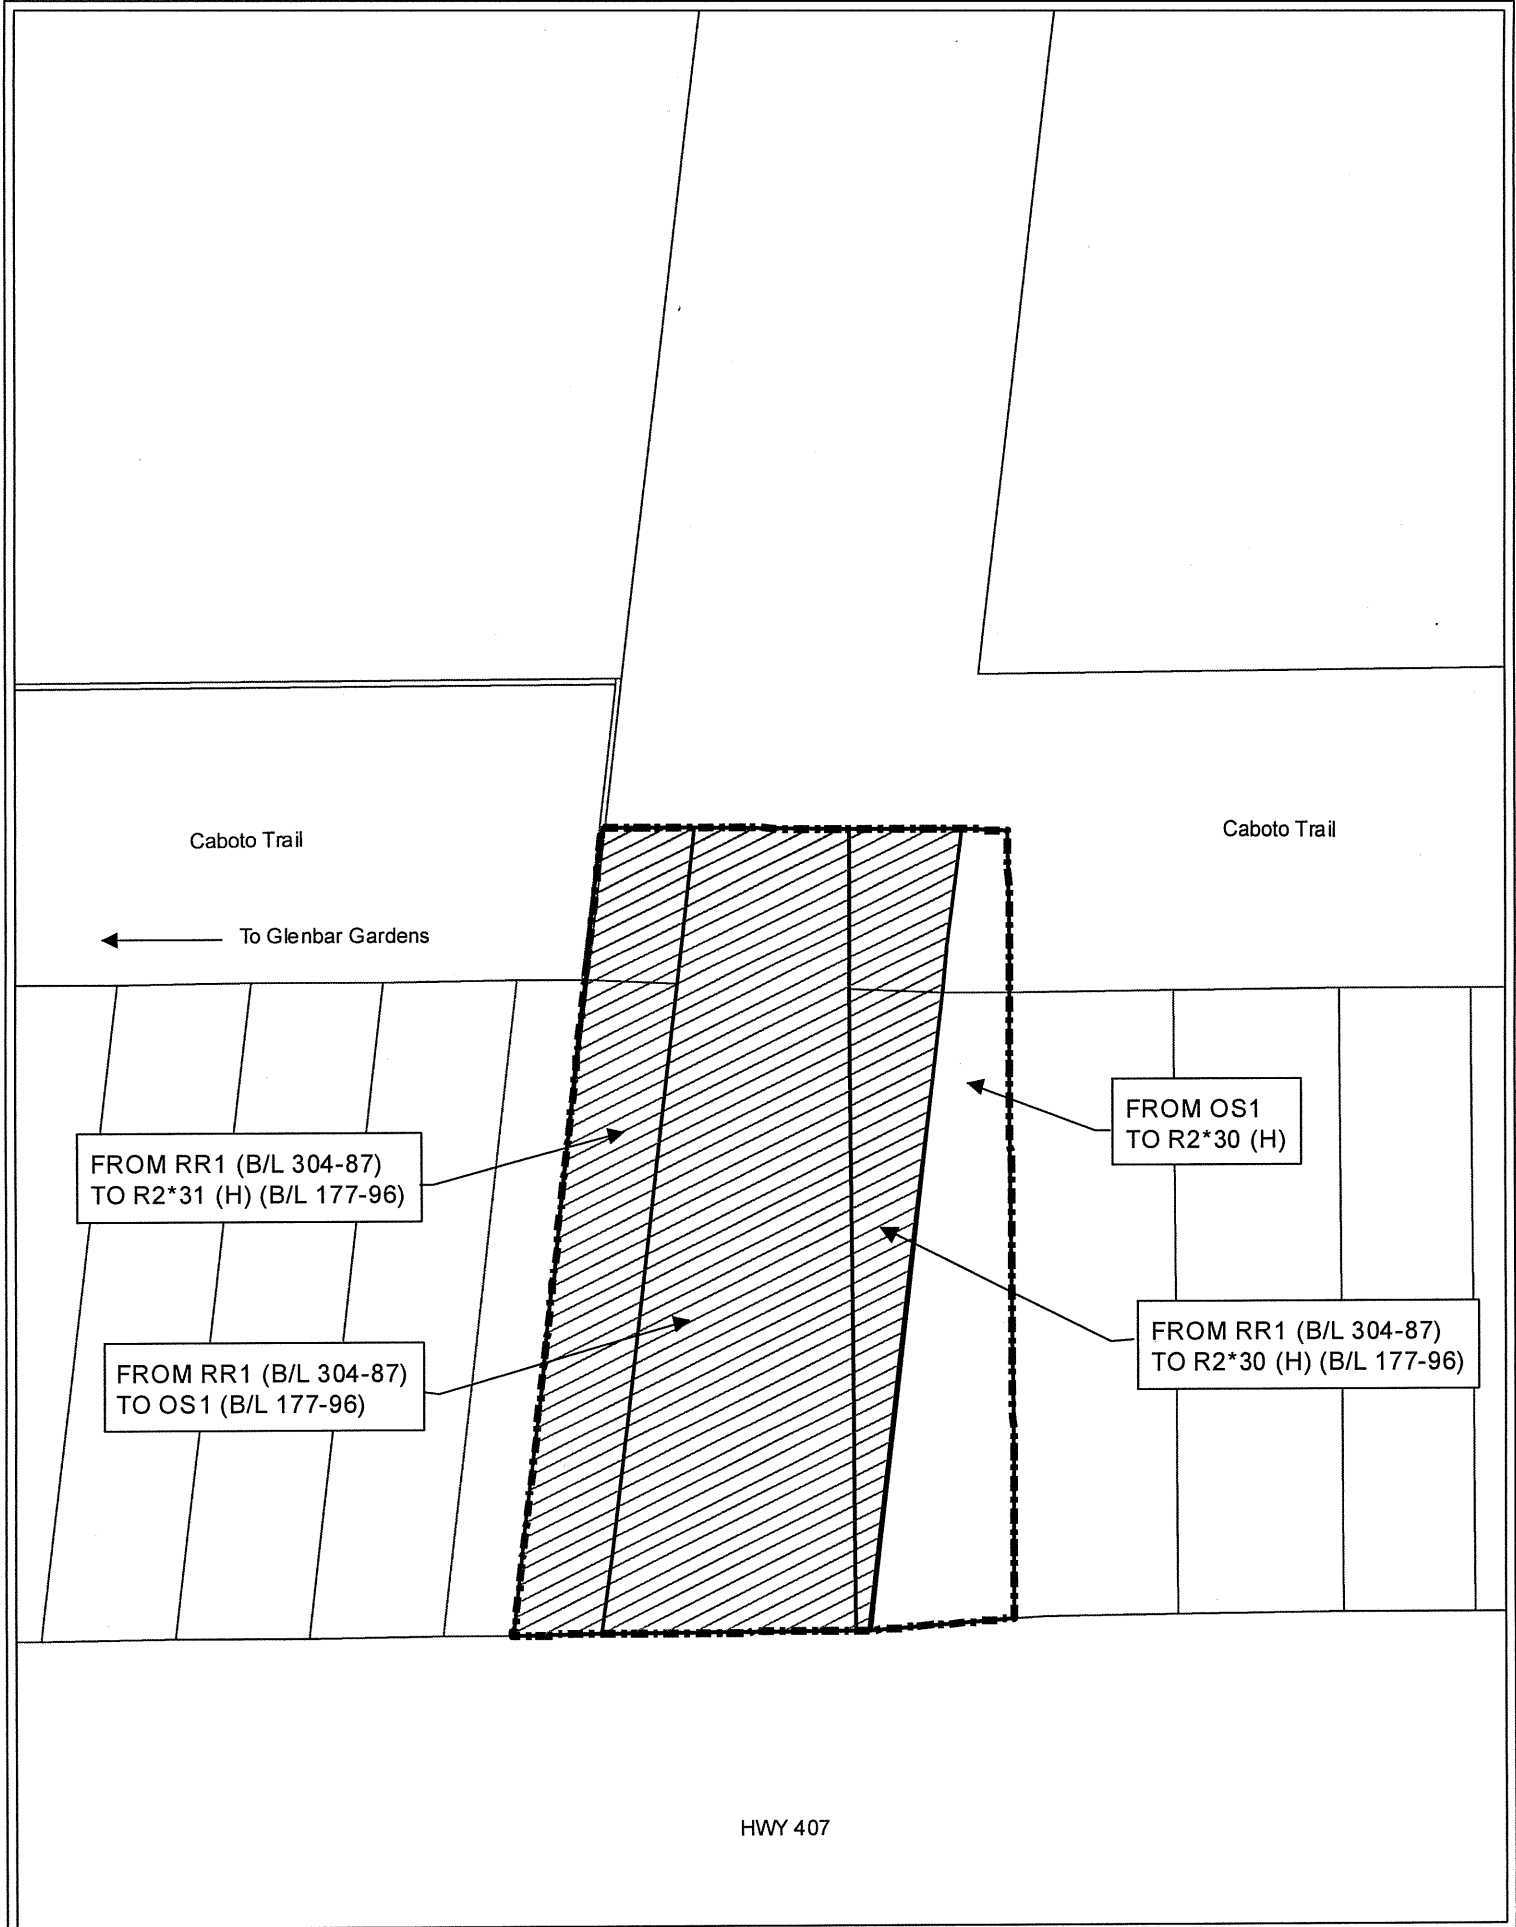 Caboto Trail
Caboto Trail
To Glenbar Gardens
FROM OS1
TO R2*30 (H)
FROM RR1 (B/L 304-87)
TO R2*31 (H) (B/L 177-96)
FROM RR1 (B/L 304-87)
TO R2*30 (H) (B/L 177-96)
FROM RR1 (B/L 304-87)
TO OS1 (B/L 177-96)
HWY 407